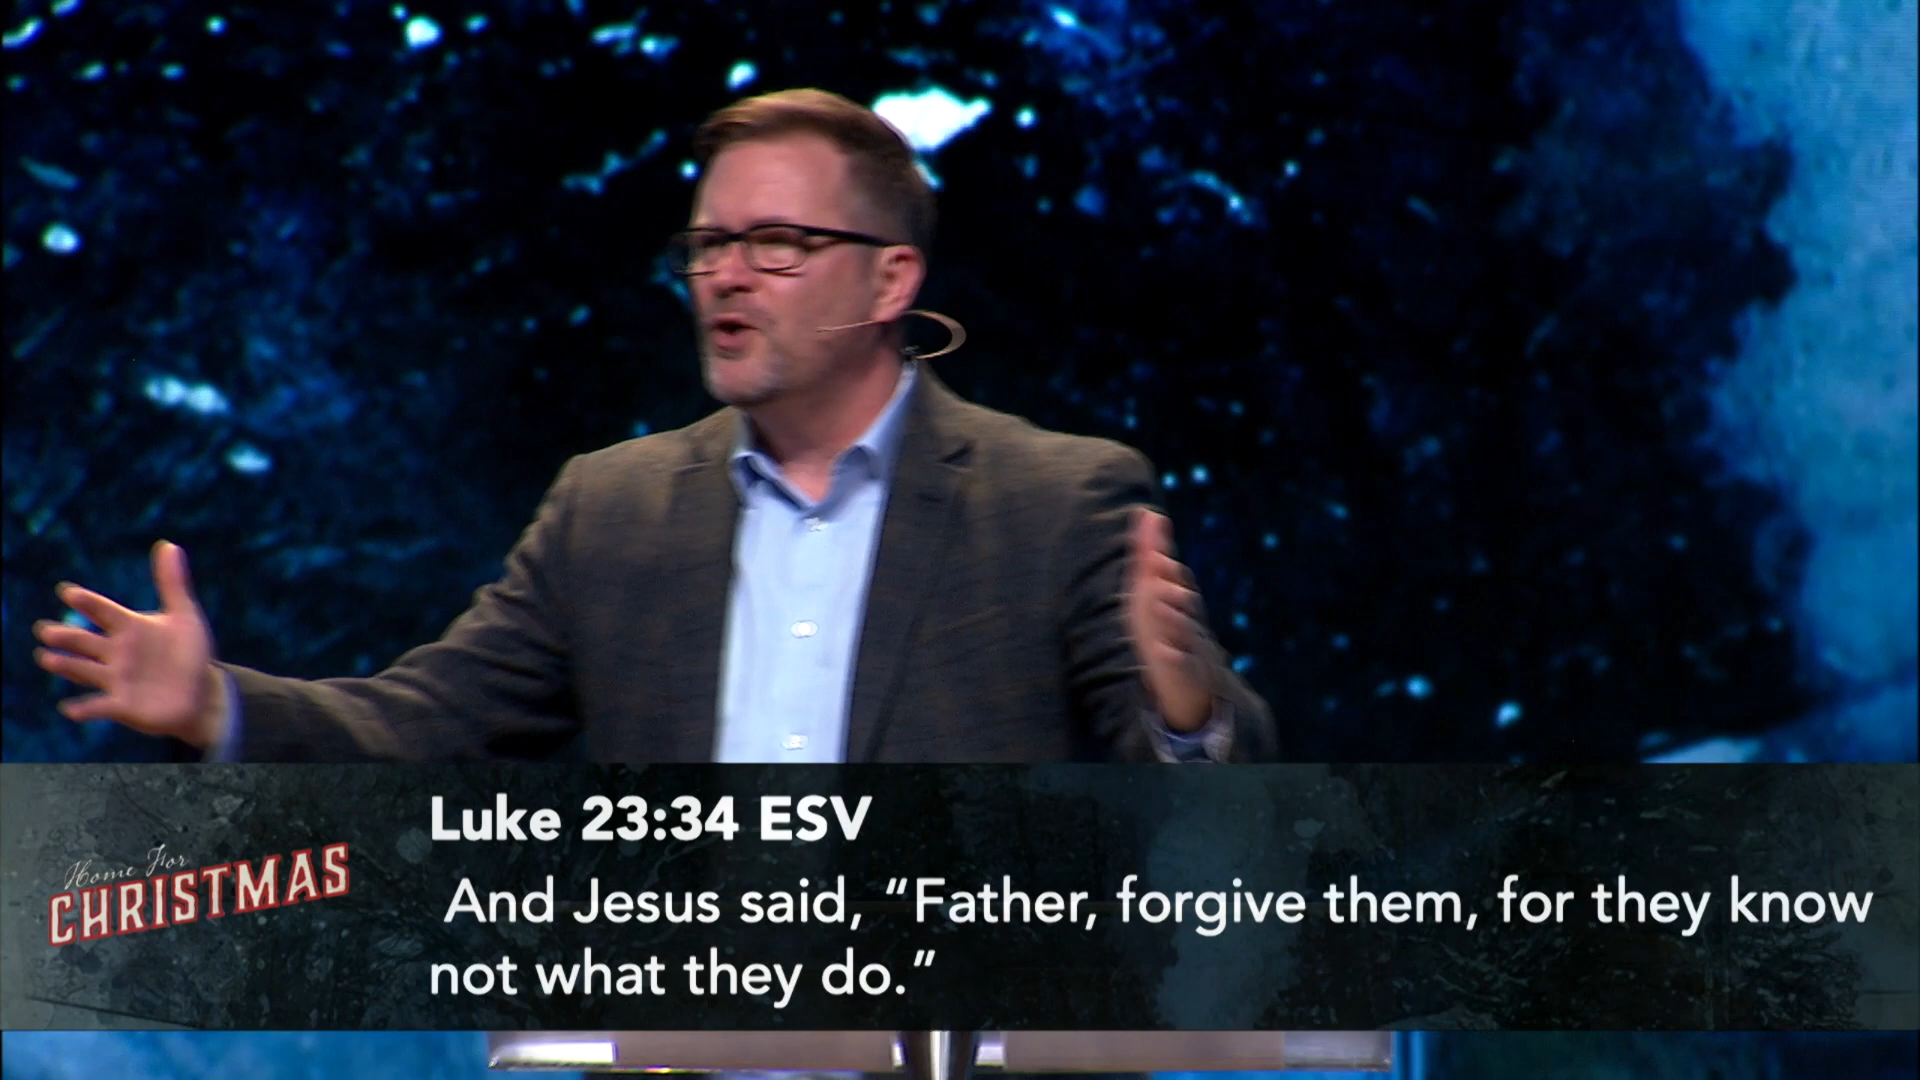 Luke 23:34 ESV
Home For
CHRISTMAS
And Jesus said, “Father, forgive them, for they know
not what they do.”